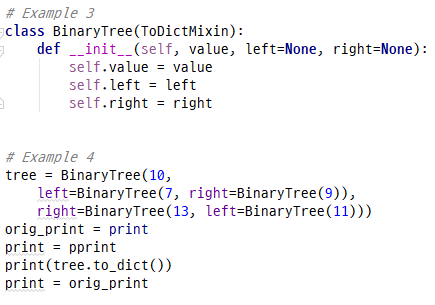 # Example 3
class BinaryTree(ToDictMixin):
    def __init__(self, value, left=None, right=None):
        self.value = value
        self.left = left
        self.right = right
# Example 4
tree = BinaryTree(10,
    left=BinaryTree(7, right=BinaryTree(9)),
    right=BinaryTree(13, left=BinaryTree(11)))
orig_print = print
print = pprint
print(tree.to_dict())
print = orig_print